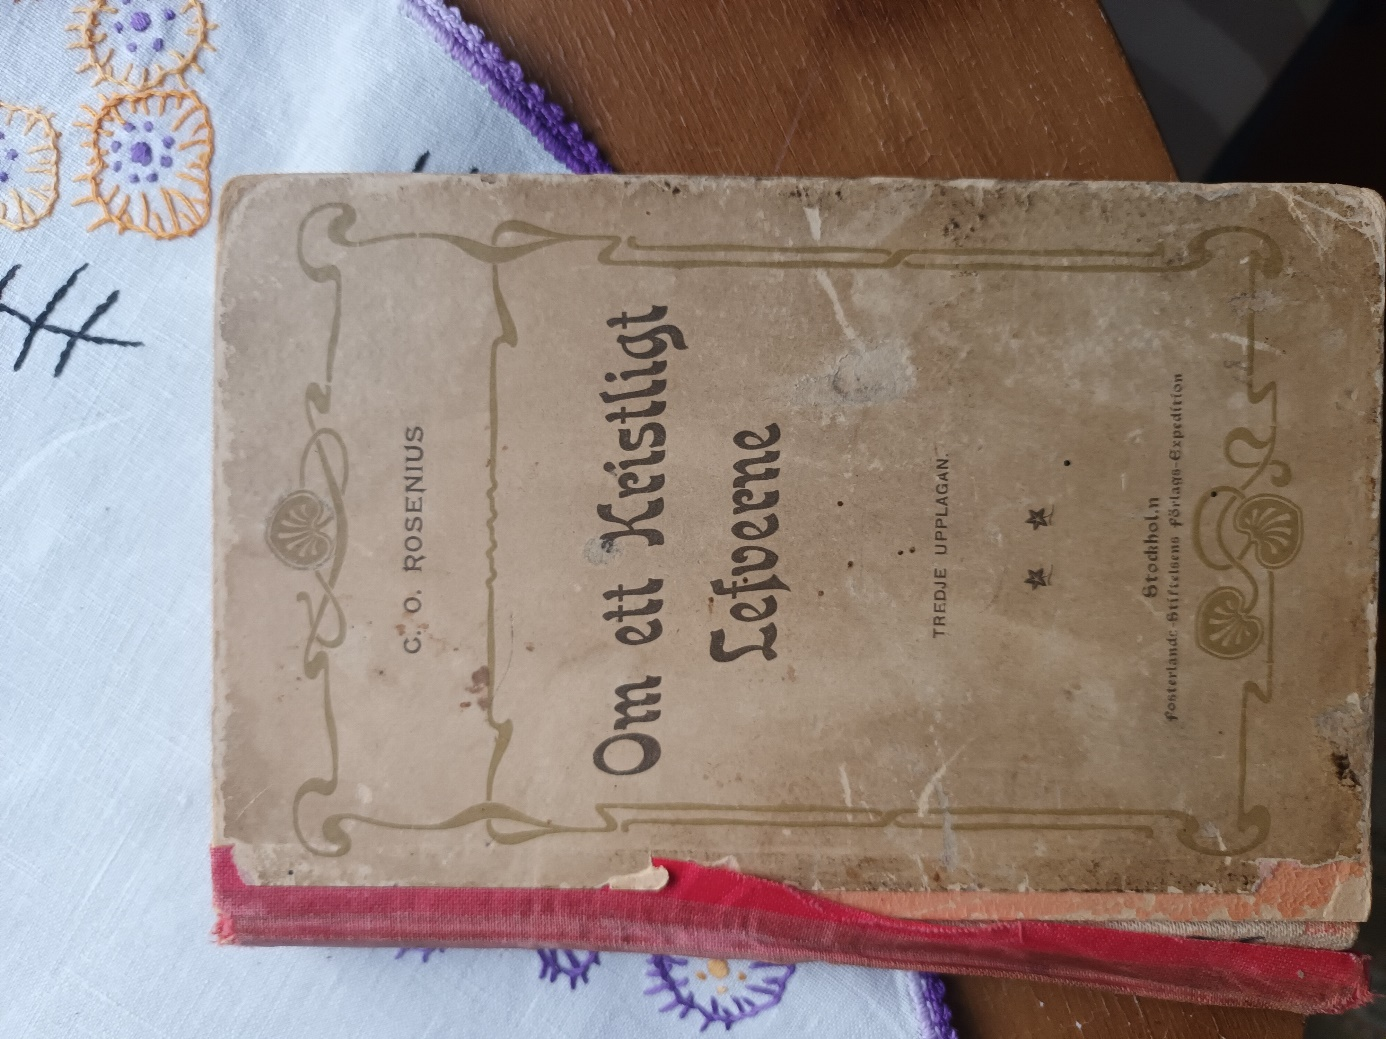 C. O. ROSENIUS
Om ett Kristligt
Lefverne
TREDJE UPPLAGAN.
Stockholm
Fosterlands-Stiftelsens Förlags-Expedition